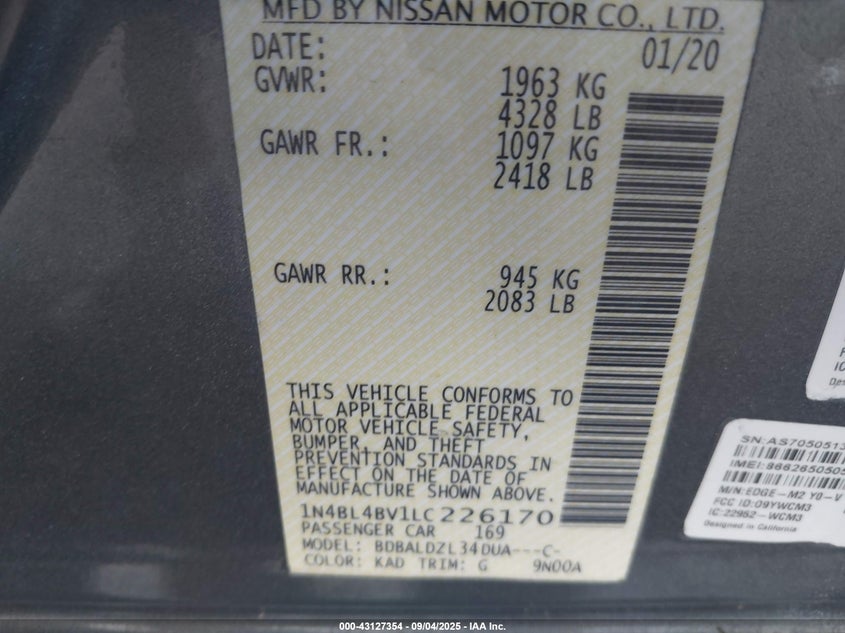 MFD BY NISSAN MOTOR CO., LTD.
DATE: 01/20
GVWR: 1963 KG
4328 LB
GAWR FR.: 1097 KG
2418 LB
GAWR RR.: 945 KG
2083 LB
THIS VEHICLE CONFORMS TO
ALL APPLICABLE FEDERAL
MOTOR VEHICLE SAFETY,
BUMPER, AND THEFT
PREVENTION STANDARDS IN
EFFECT ON THE DATE OF
MANUFACTURE SHOWN ABOVE.
1N4BL4BV1LC226170
PASSENGER CAR 169
MODEL: BDBALDZL34DUA---C-
COLOR: KAD TRIM: G 9N00A
SN:AS7050513
IMEI:8662650505
M/N:EDGE-M2 Y0-V
FCC ID:O9YWCM3
IC:22952-WCM3
Designed in California
000-43127354 - 09/04/2025 - IAA Inc.